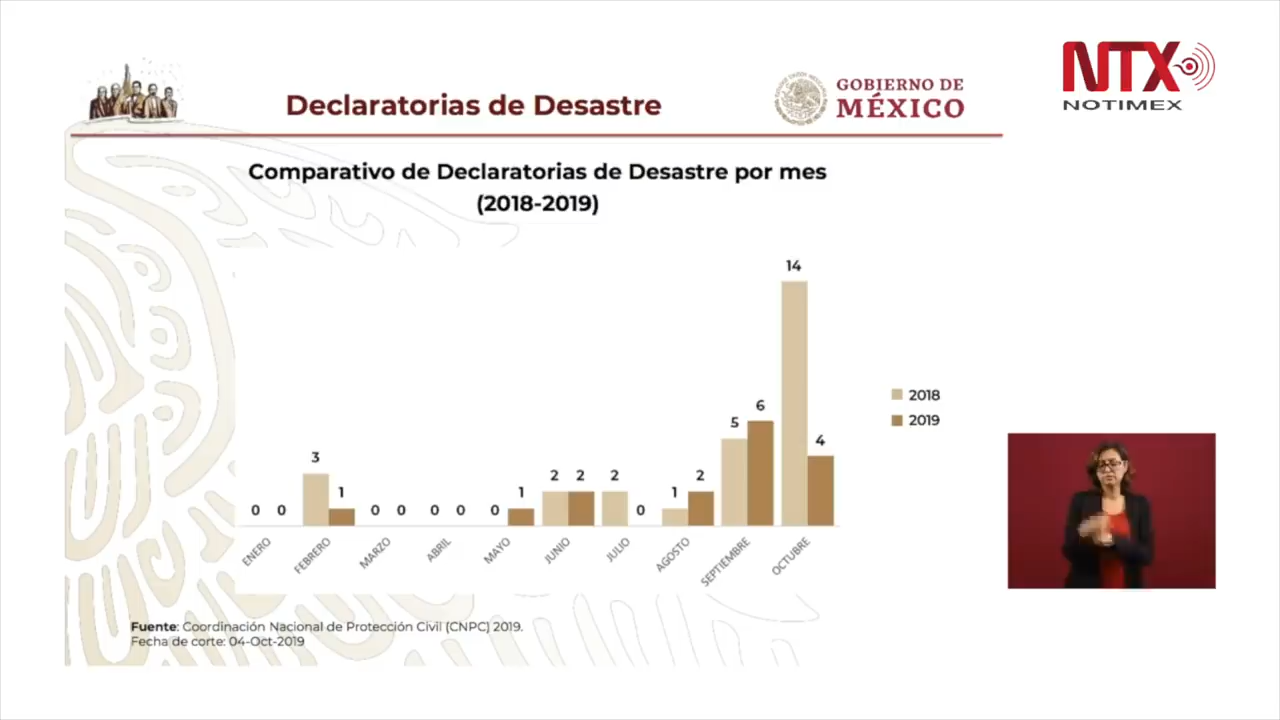 Declaratorias de Desastre
GOBIERNO DE
MÉXICO
NTX
NOTIMEX
Comparativo de Declaratorias de Desastre por mes
(2018-2019)
0 0 3 1 0 0 0 0 0 1 2 2 2 0 1 2 5 6 14 4
2018
2019
ENERO FEBRERO MARZO ABRIL MAYO JUNIO JULIO AGOSTO SEPTIEMBRE OCTUBRE
Fuente: Coordinación Nacional de Protección Civil (CNPC) 2019.
Fecha de corte: 04-Oct-2019